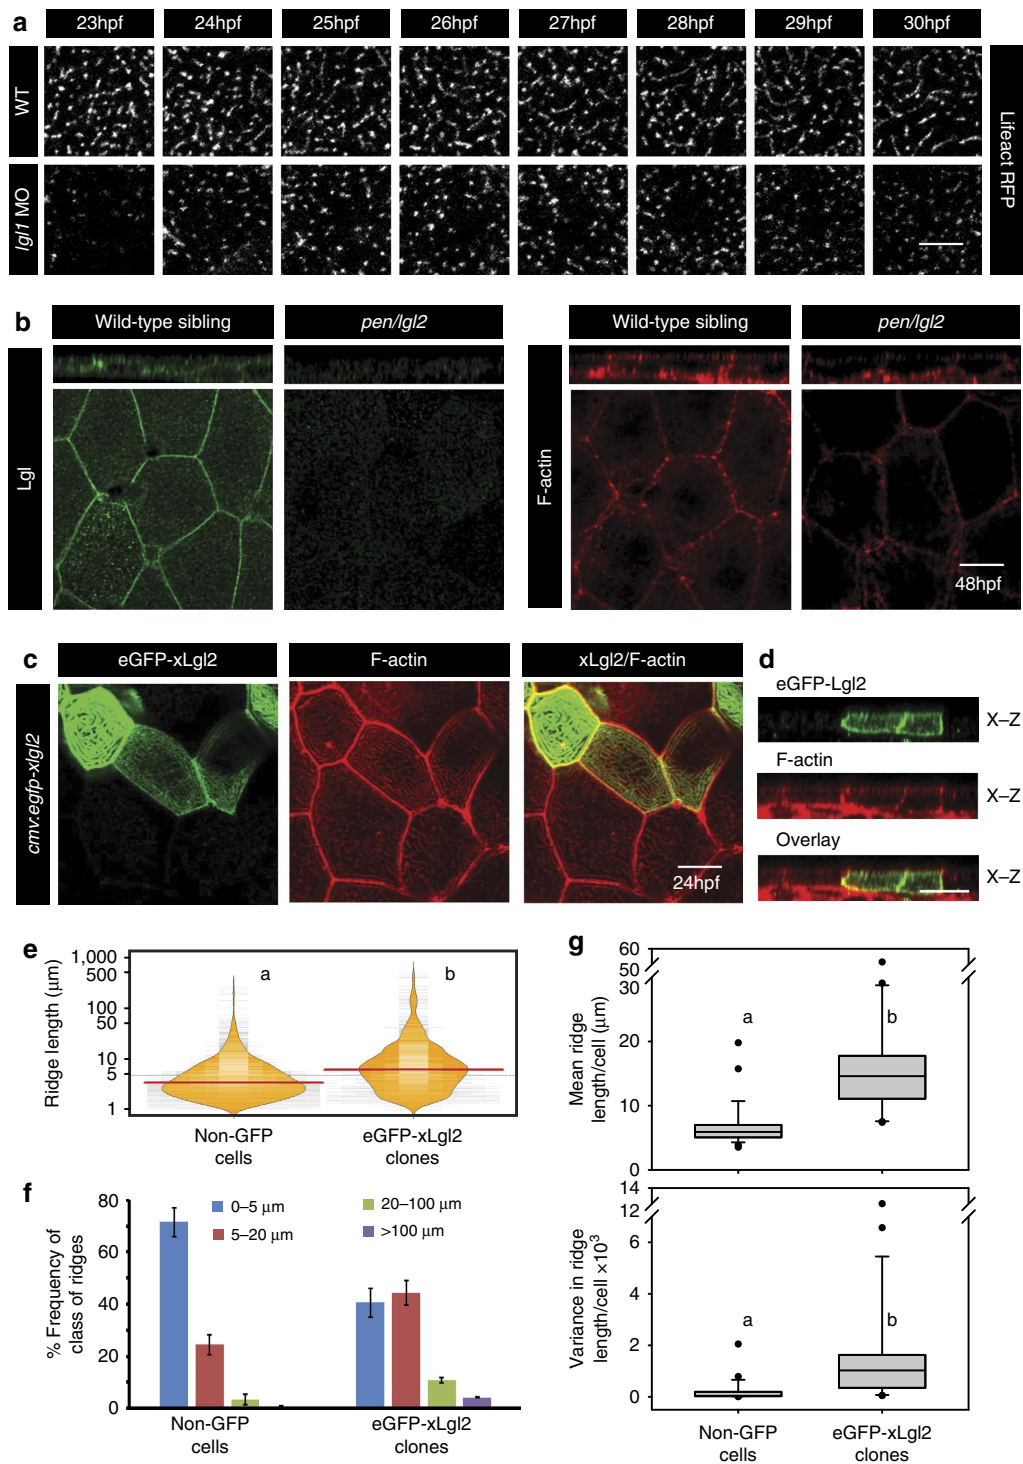 a
23hpf 24hpf 25hpf 26hpf 27hpf 28hpf 29hpf 30hpf
WT
lgl1 MO
Lifeact RFP
b
Wild-type sibling pen/lgl2 Wild-type sibling pen/lgl2
Lgl
F-actin
48hpf
c
eGFP-xLgl2 F-actin xLgl2/F-actin
cmv:egfp-xlgl2
24hpf
d
eGFP-Lgl2
X–Z
F-actin
X–Z
Overlay
X–Z
e
Ridge length (µm)
1,000
500
100
50
10
5
1
a b
Non-GFP cells
eGFP-xLgl2 clones
f
% Frequency of class of ridges
80
60
40
20
0
0–5 µm
5–20 µm
20–100 µm
>100 µm
Non-GFP cells
eGFP-xLgl2 clones
g
Mean ridge length/cell (µm)
60
50
30
20
10
0
a b
Variance in ridge length/cell ×10³
14
12
6
4
2
0
a b
Non-GFP cells
eGFP-xLgl2 clones